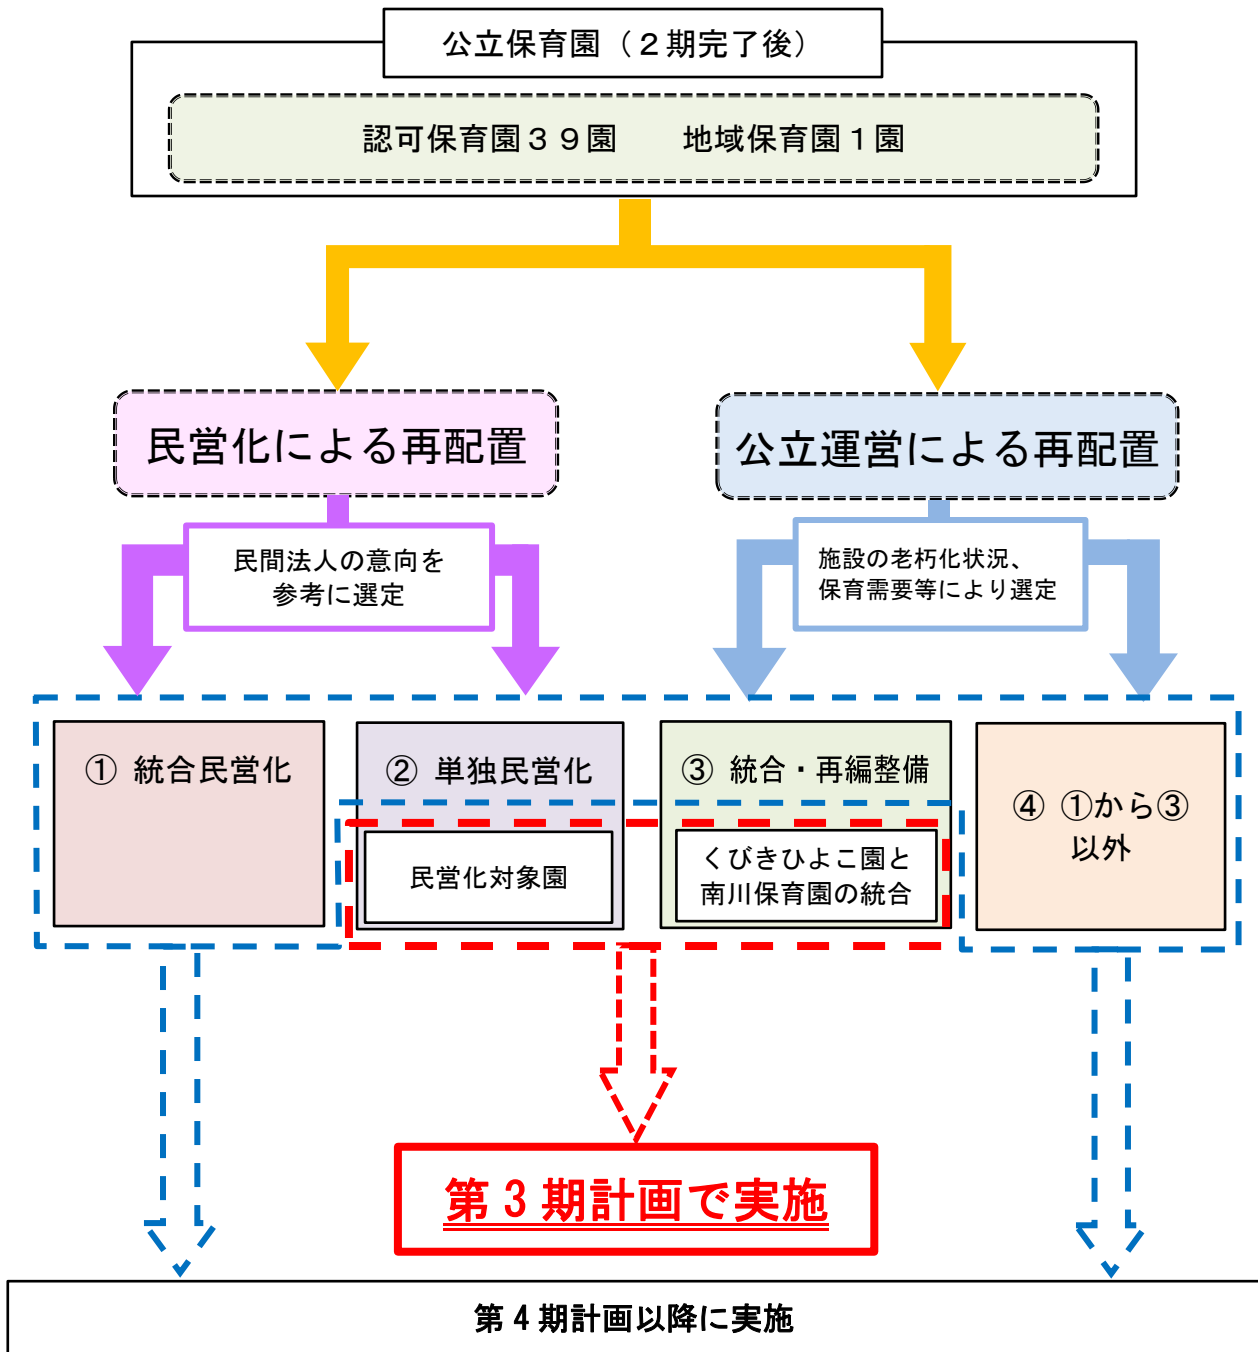 公立保育園（２期完了後）
認可保育園３９園　　地域保育園１園
民営化による再配置
公立運営による再配置
民間法人の意向を
参考に選定
施設の老朽化状況、
保育需要等により選定
① 統合民営化
② 単独民営化
③ 統合・再編整備
④ ①から③
以外
民営化対象園
くびきひよこ園と
南川保育園の統合
第３期計画で実施
第４期計画以降に実施